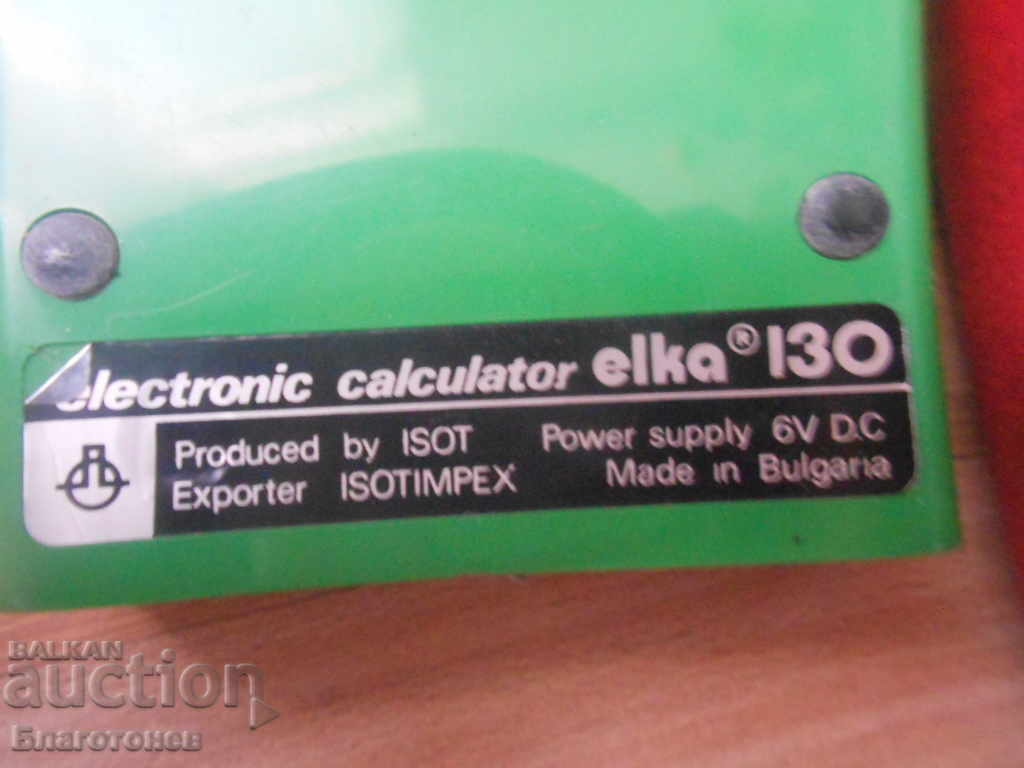 electronic calculator elka® 130
Produced by ISOT Power supply 6V D.C
Exporter ISOTIMPEX Made in Bulgaria
BALKAN
auction
Благотонев